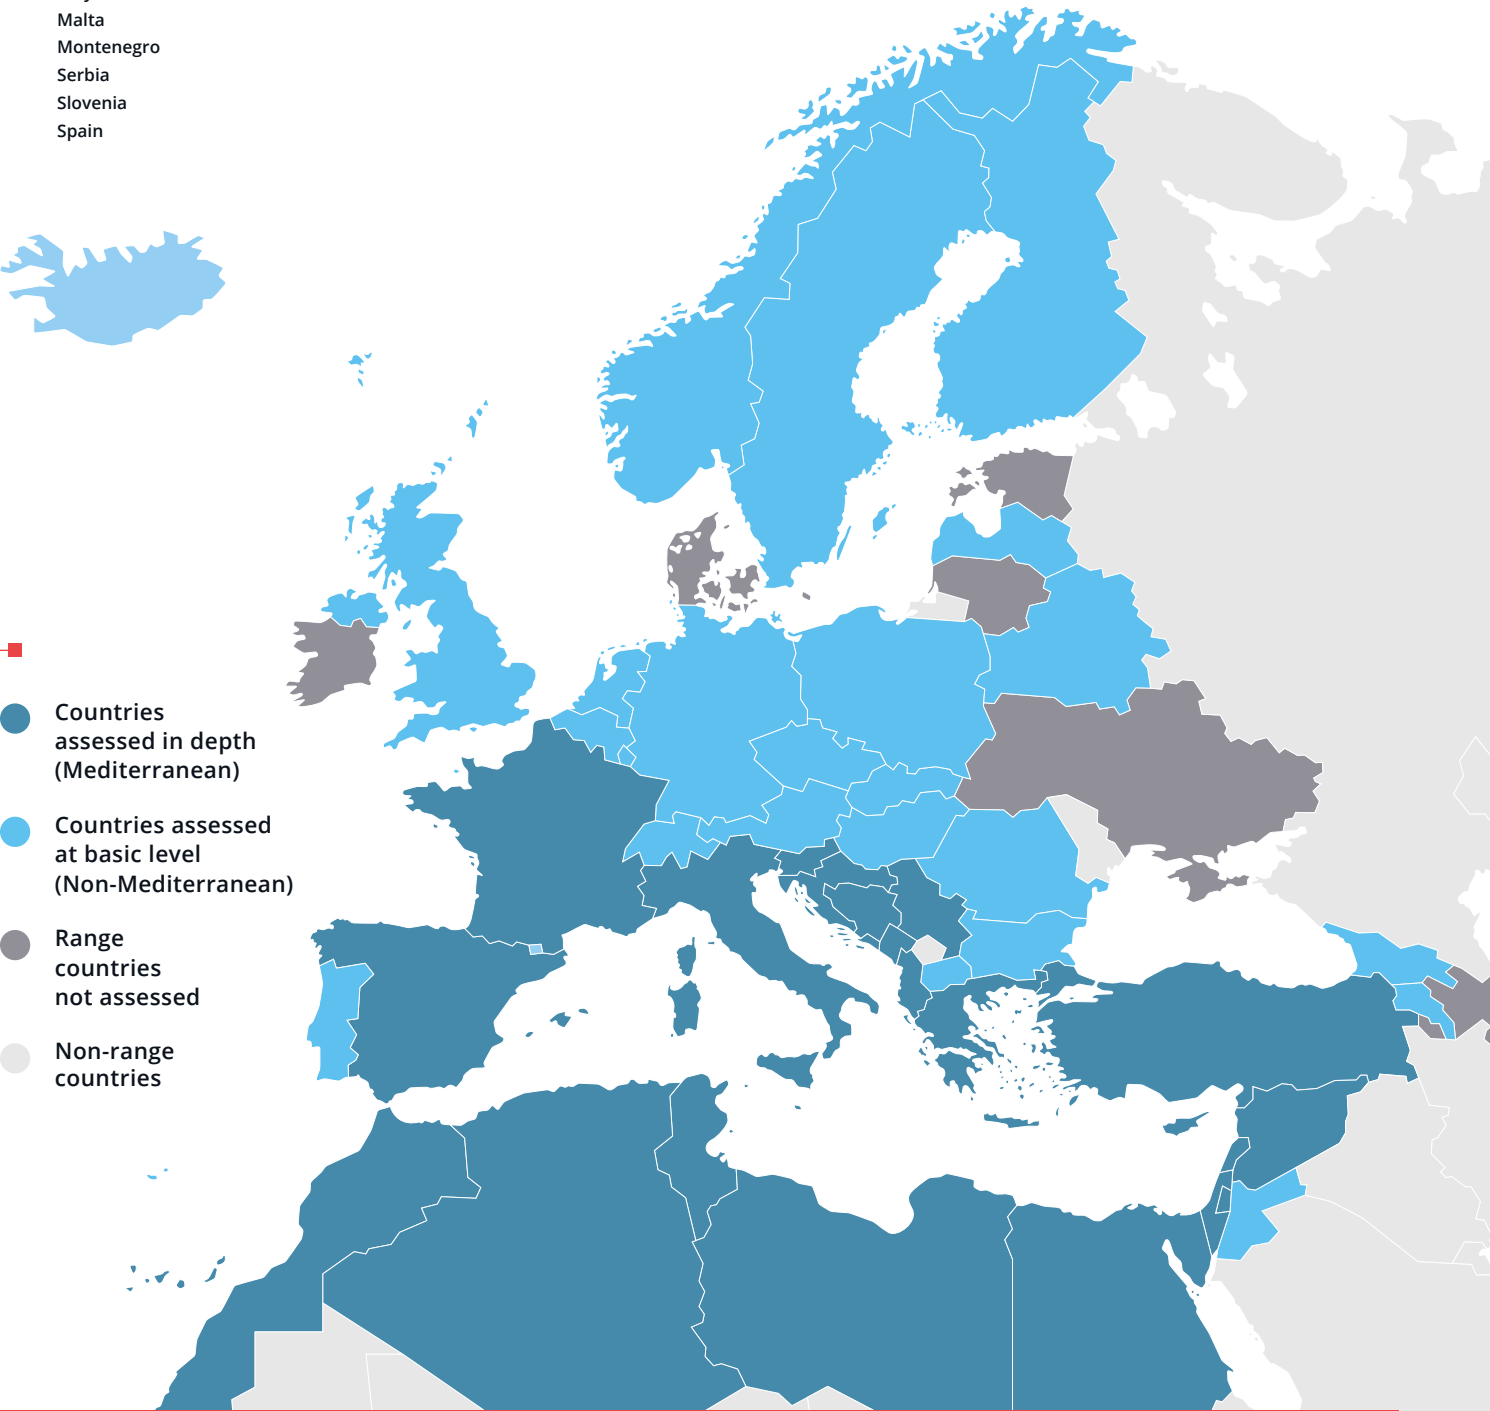 Malta
Montenegro
Serbia
Slovenia
Spain
Countries
assessed in depth
(Mediterranean)
Countries assessed
at basic level
(Non-Mediterranean)
Range
countries
not assessed
Non-range
countries